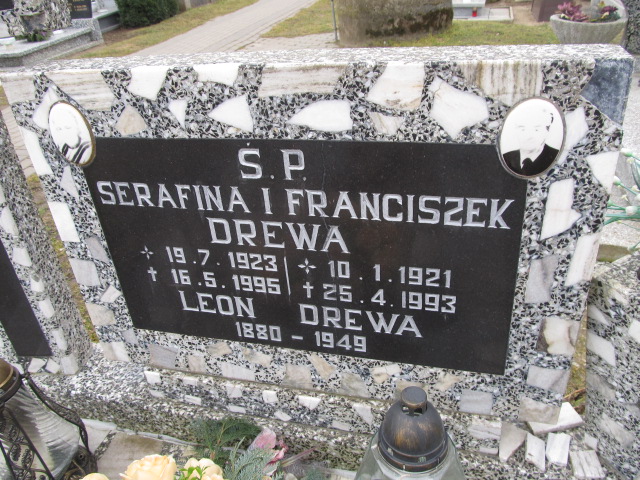 Ś.P.
SERAFINA I FRANCISZEK
DREWA
* 19.7.1923 * 10.1.1921
† 16.5.1995 † 25.4.1993
LEON DREWA
1880 - 1949